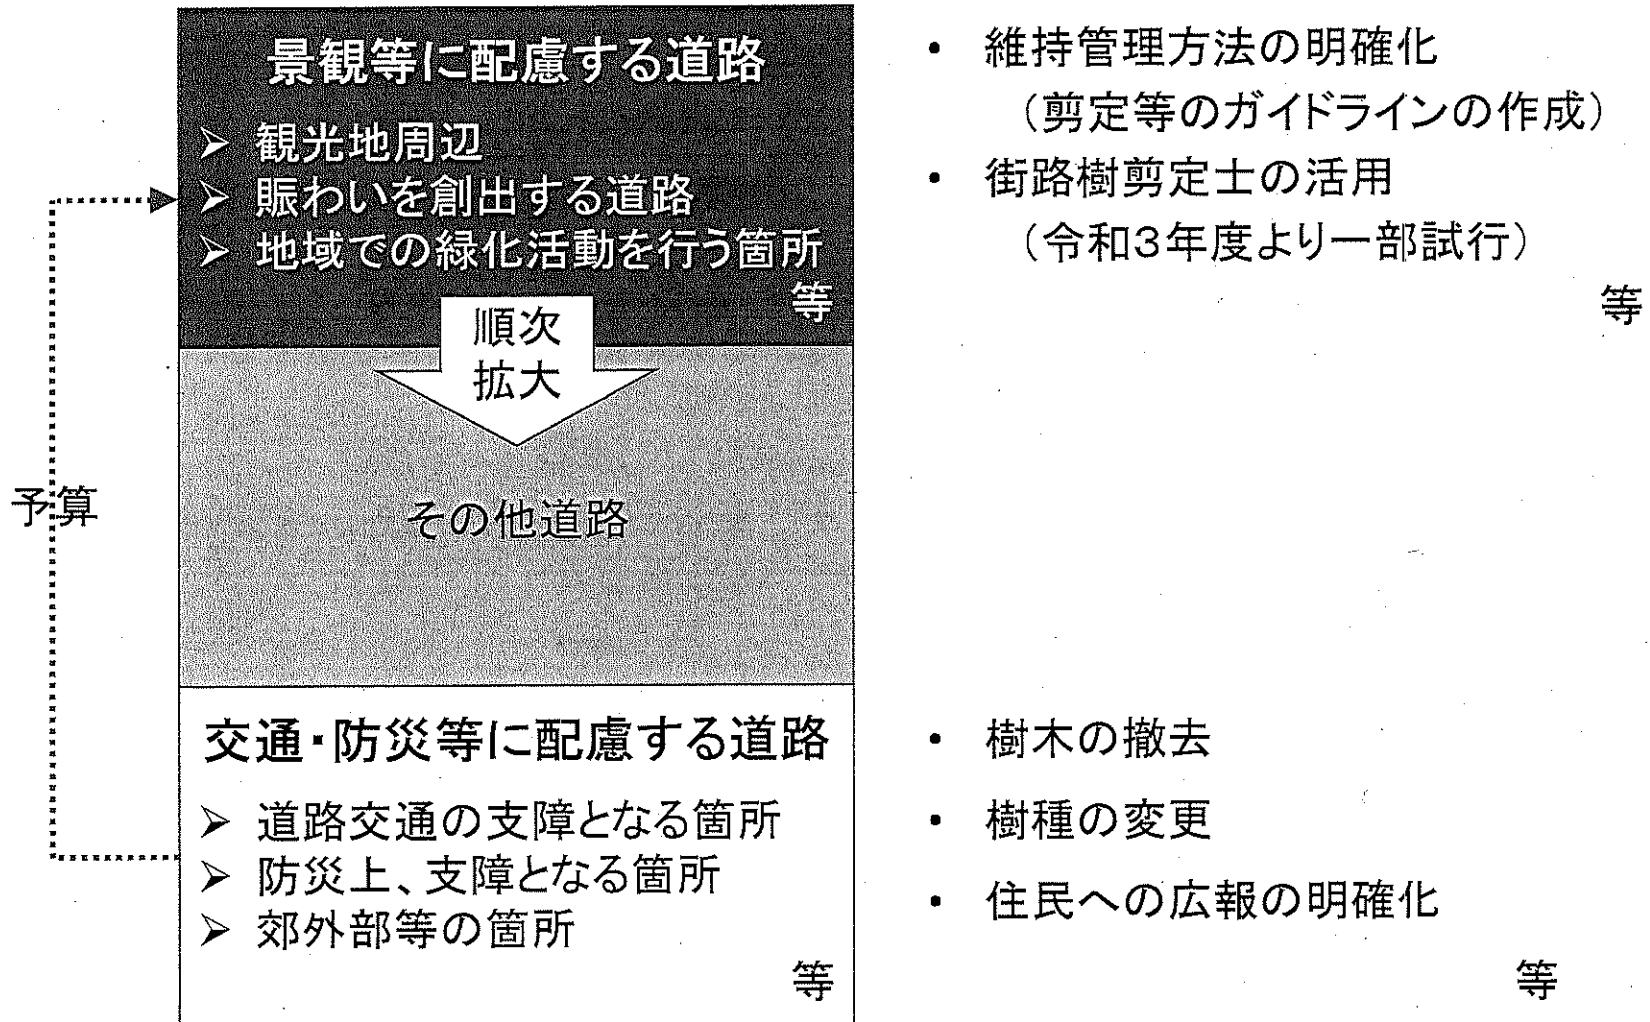 景観等に配慮する道路
➢ 観光地周辺
➢ 賑わいを創出する道路
➢ 地域での緑化活動を行う箇所
等
順次
拡大
その他道路
予算
交通・防災等に配慮する道路
➢ 道路交通の支障となる箇所
➢ 防災上、支障となる箇所
➢ 郊外部等の箇所
等
・ 維持管理方法の明確化
（剪定等のガイドラインの作成）
・ 街路樹剪定士の活用
（令和3年度より一部試行）
等
・ 樹木の撤去
・ 樹種の変更
・ 住民への広報の明確化
等